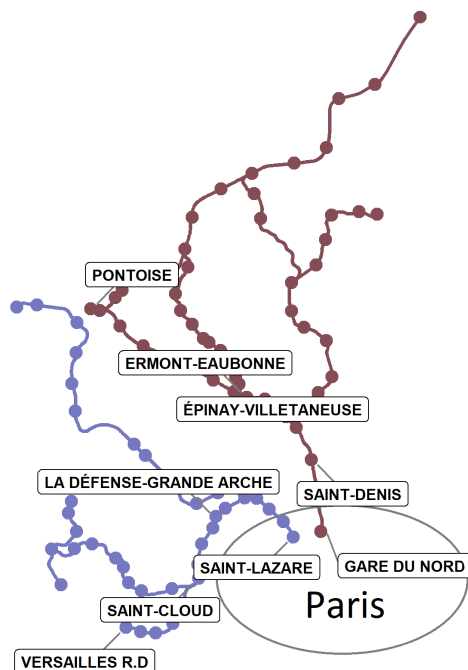 PONTOISE
ERMONT-EAUBONNE
ÉPINAY-VILLETANEUSE
LA DÉFENSE-GRANDE ARCHE
SAINT-DENIS
SAINT-LAZARE
GARE DU NORD
SAINT-CLOUD
Paris
VERSAILLES R.D